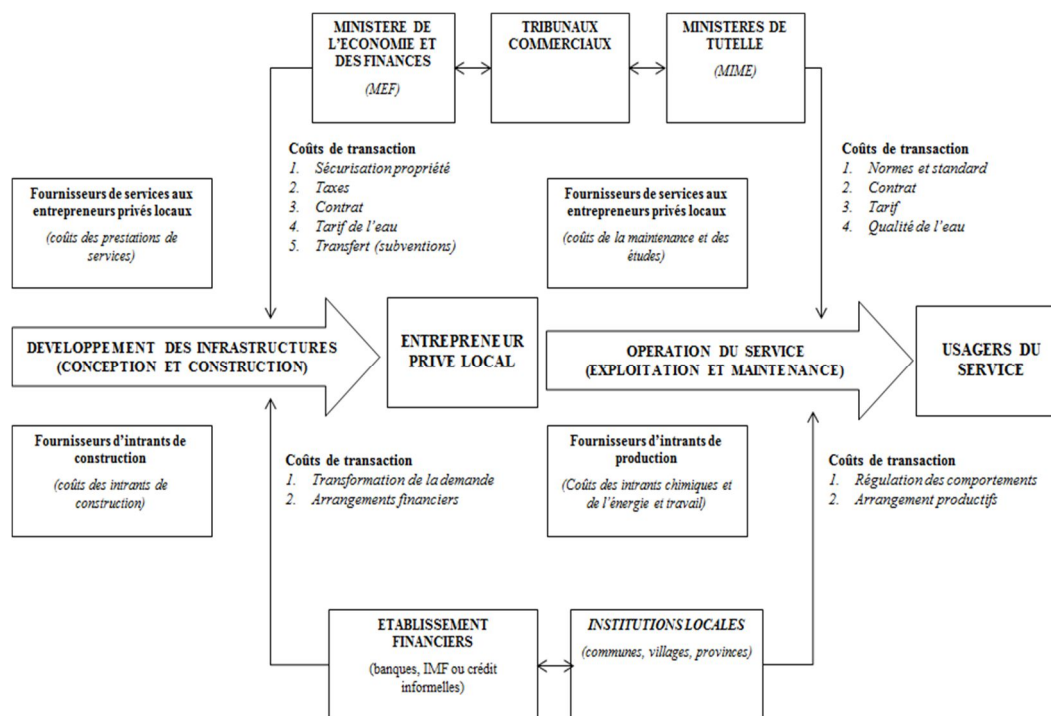 MINISTERE DE
L'ECONOMIE ET
DES FINANCES
(MEF)
TRIBUNAUX
COMMERCIAUX
MINISTERES DE
TUTELLE
(MIME)
Coûts de transaction
1. Sécurisation propriété
2. Taxes
3. Contrat
4. Tarif de l'eau
5. Transfert (subventions)
Coûts de transaction
1. Normes et standard
2. Contrat
3. Tarif
4. Qualité de l'eau
Fournisseurs de services aux
entrepreneurs privés locaux
(coûts des prestations de
services)
Fournisseurs de services aux
entrepreneurs privés locaux
(coûts de la maintenance et des
études)
DEVELOPPEMENT DES INFRASTRUCTURES
(CONCEPTION ET CONSTRUCTION)
ENTREPRENEUR
PRIVE LOCAL
OPERATION DU SERVICE
(EXPLOITATION ET MAINTENANCE)
USAGERS DU
SERVICE
Fournisseurs d'intrants de
construction
(coûts des intrants de
construction)
Coûts de transaction
1. Transformation de la demande
2. Arrangements financiers
Fournisseurs d'intrants de
production
(Coûts des intrants chimiques et
de l'énergie et travail)
Coûts de transaction
1. Régulation des comportements
2. Arrangement productifs
ETABLISSEMENT
FINANCIERS
(banques, IMF ou crédit
informelles)
INSTITUTIONS LOCALES
(communes, villages, provinces)